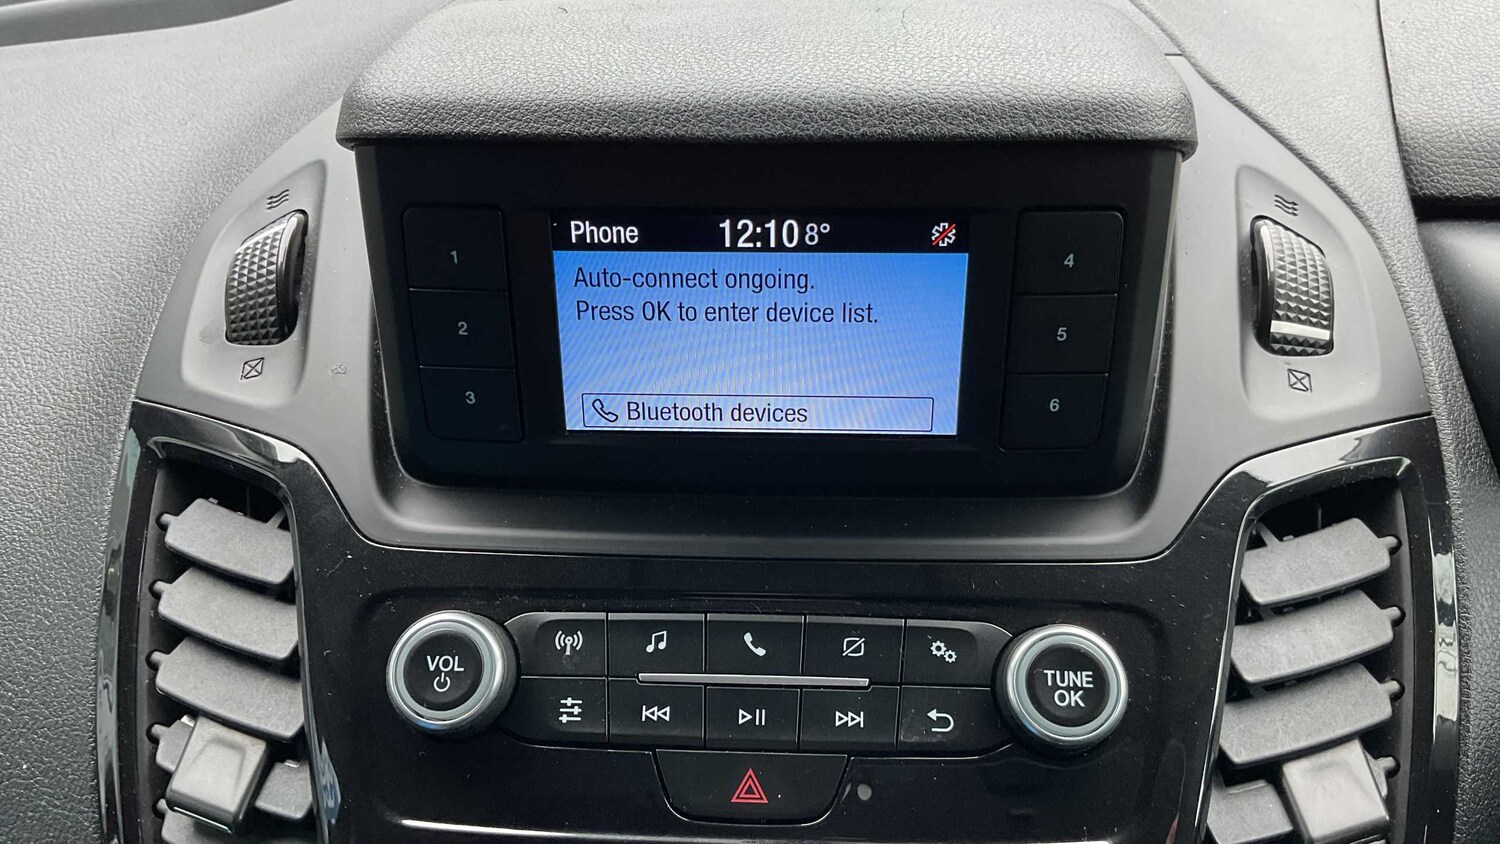 Phone 12:10 8°
Auto-connect ongoing.
Press OK to enter device list.
Bluetooth devices
1
2
3
4
5
6
VOL
TUNE
OK